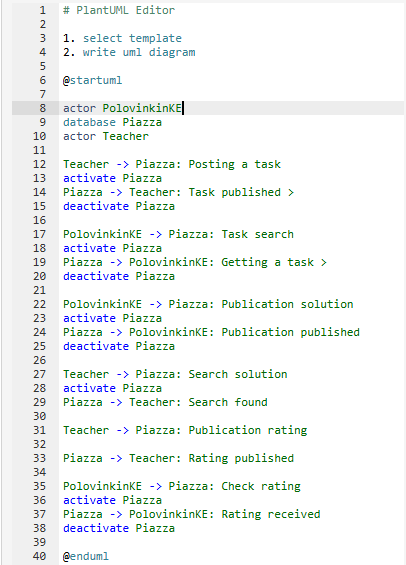 1 # PlantUML Editor
2
3 1. select template
4 2. write uml diagram
5
6 @startuml
7
8 actor PolovinkinKE
9 database Piazza
10 actor Teacher
11
12 Teacher -> Piazza: Posting a task
13 activate Piazza
14 Piazza -> Teacher: Task published >
15 deactivate Piazza
16
17 PolovinkinKE -> Piazza: Task search
18 activate Piazza
19 Piazza -> PolovinkinKE: Getting a task >
20 deactivate Piazza
21
22 PolovinkinKE -> Piazza: Publication solution
23 activate Piazza
24 Piazza -> PolovinkinKE: Publication published
25 deactivate Piazza
26
27 Teacher -> Piazza: Search solution
28 activate Piazza
29 Piazza -> Teacher: Search found
30
31 Teacher -> Piazza: Publication rating
32
33 Piazza -> Teacher: Rating published
34
35 PolovinkinKE -> Piazza: Check rating
36 activate Piazza
37 Piazza -> PolovinkinKE: Rating received
38 deactivate Piazza
39
40 @enduml